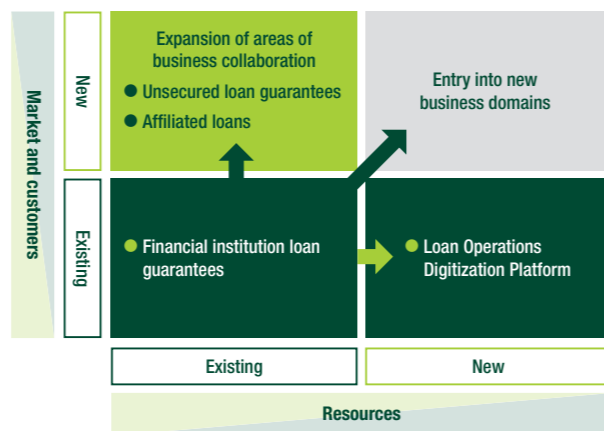 Market and customers
New
Expansion of areas of
business collaboration
● Unsecured loan guarantees
● Affiliated loans
Entry into new
business domains
Existing
● Financial institution loan
guarantees
● Loan Operations
Digitization Platform
Existing
New
Resources